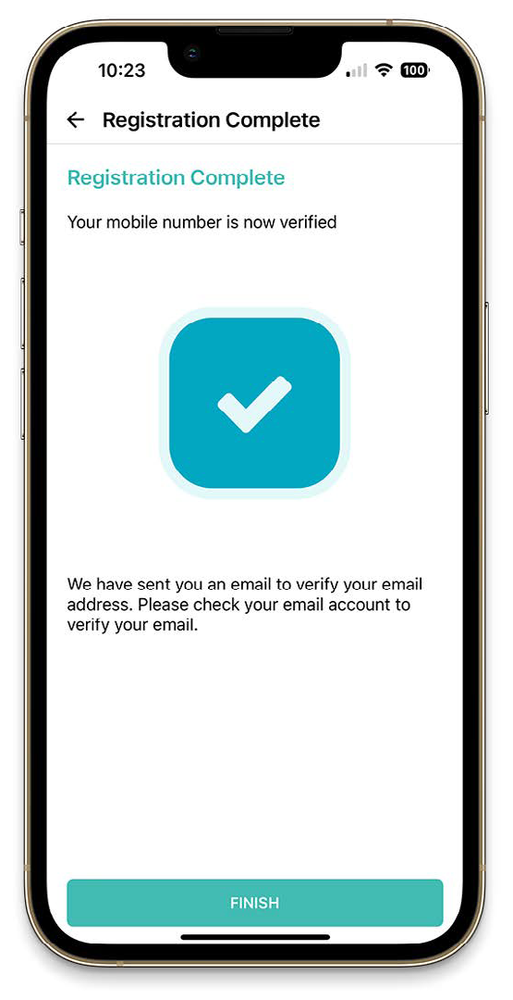 10:23
100
Registration Complete
Registration Complete
Your mobile number is now verified
We have sent you an email to verify your email
address. Please check your email account to
verify your email.
FINISH